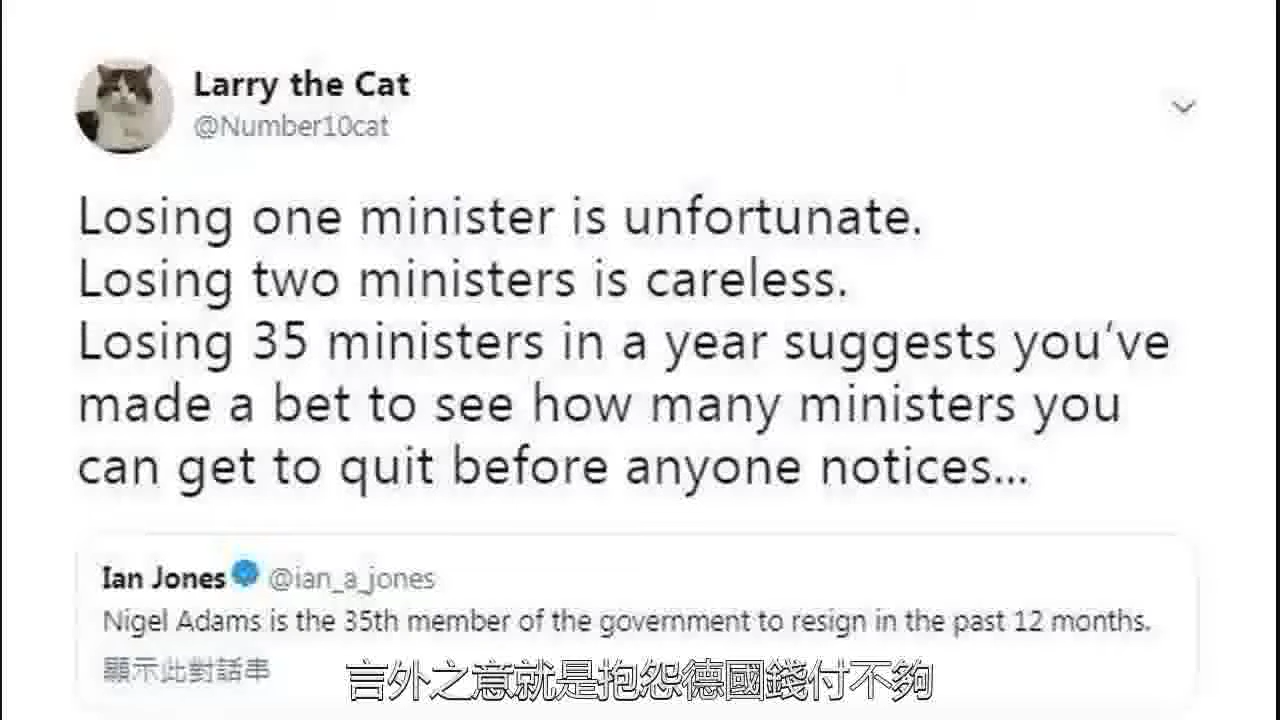 Larry the Cat
@Number10cat
Losing one minister is unfortunate.
Losing two ministers is careless.
Losing 35 ministers in a year suggests you've
made a bet to see how many ministers you
can get to quit before anyone notices...
Ian Jones @ian_a_jones
Nigel Adams is the 35th member of the government to resign in the past 12 months.
顯示此對話串
言外之意就是抱怨德國錢付不夠